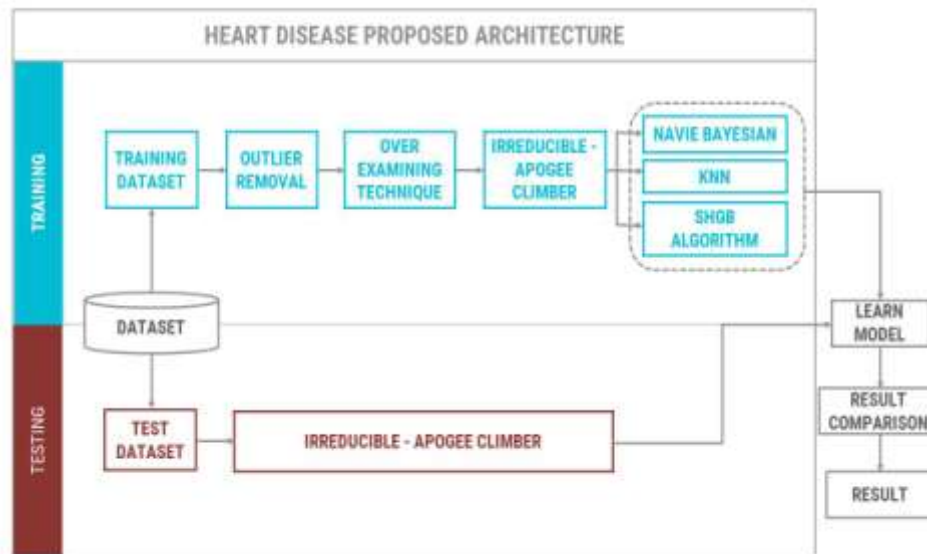 HEART DISEASE PROPOSED ARCHITECTURE
TRAINING
TRAINING
DATASET
OUTLIER
REMOVAL
OVER
EXAMINING
TECHNIQUE
IRREDUCIBLE -
APOGEE
CLIMBER
NAVIE BAYESIAN
KNN
SHGB
ALGORITHM
DATASET
LEARN
MODEL
TESTING
TEST
DATASET
IRREDUCIBLE - APOGEE CLIMBER
RESULT
COMPARISON
RESULT